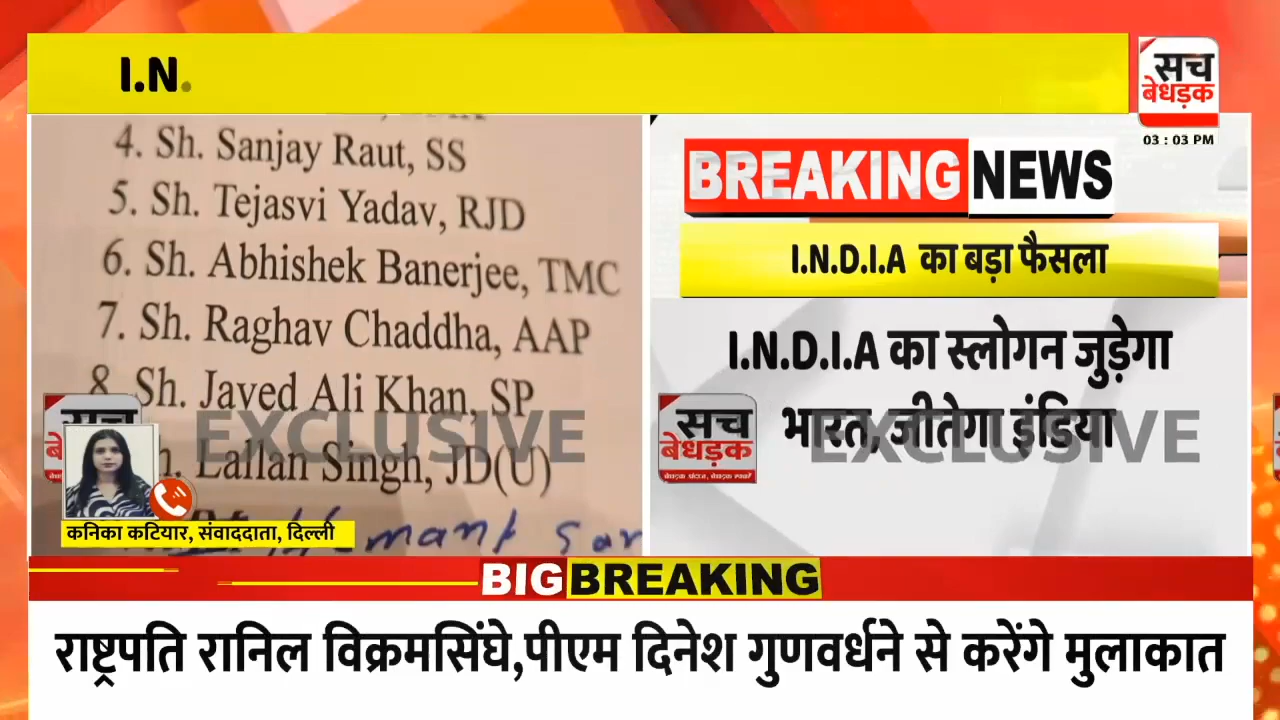 I.N.
सच
बेधड़क
03 : 03 PM
4. Sh. Sanjay Raut, SS
5. Sh. Tejasvi Yadav, RJD
6. Sh. Abhishek Banerjee, TMC
7. Sh. Raghav Chaddha, AAP
8. Sh. Javed Ali Khan, SP
Lallan Singh, JD(U)
EXCLUSIVE
सच
बेधड़क
कनिका कटियार, संवाददाता, दिल्ली
BREAKING NEWS
I.N.D.I.A का बड़ा फैसला
I.N.D.I.A का स्लोगन जुड़ेगा
भारत, जीतेगा इंडिया
EXCLUSIVE
सच
बेधड़क
BIG BREAKING
राष्ट्रपति रानिल विक्रमसिंघे,पीएम दिनेश गुणवर्धने से करेंगे मुलाकात